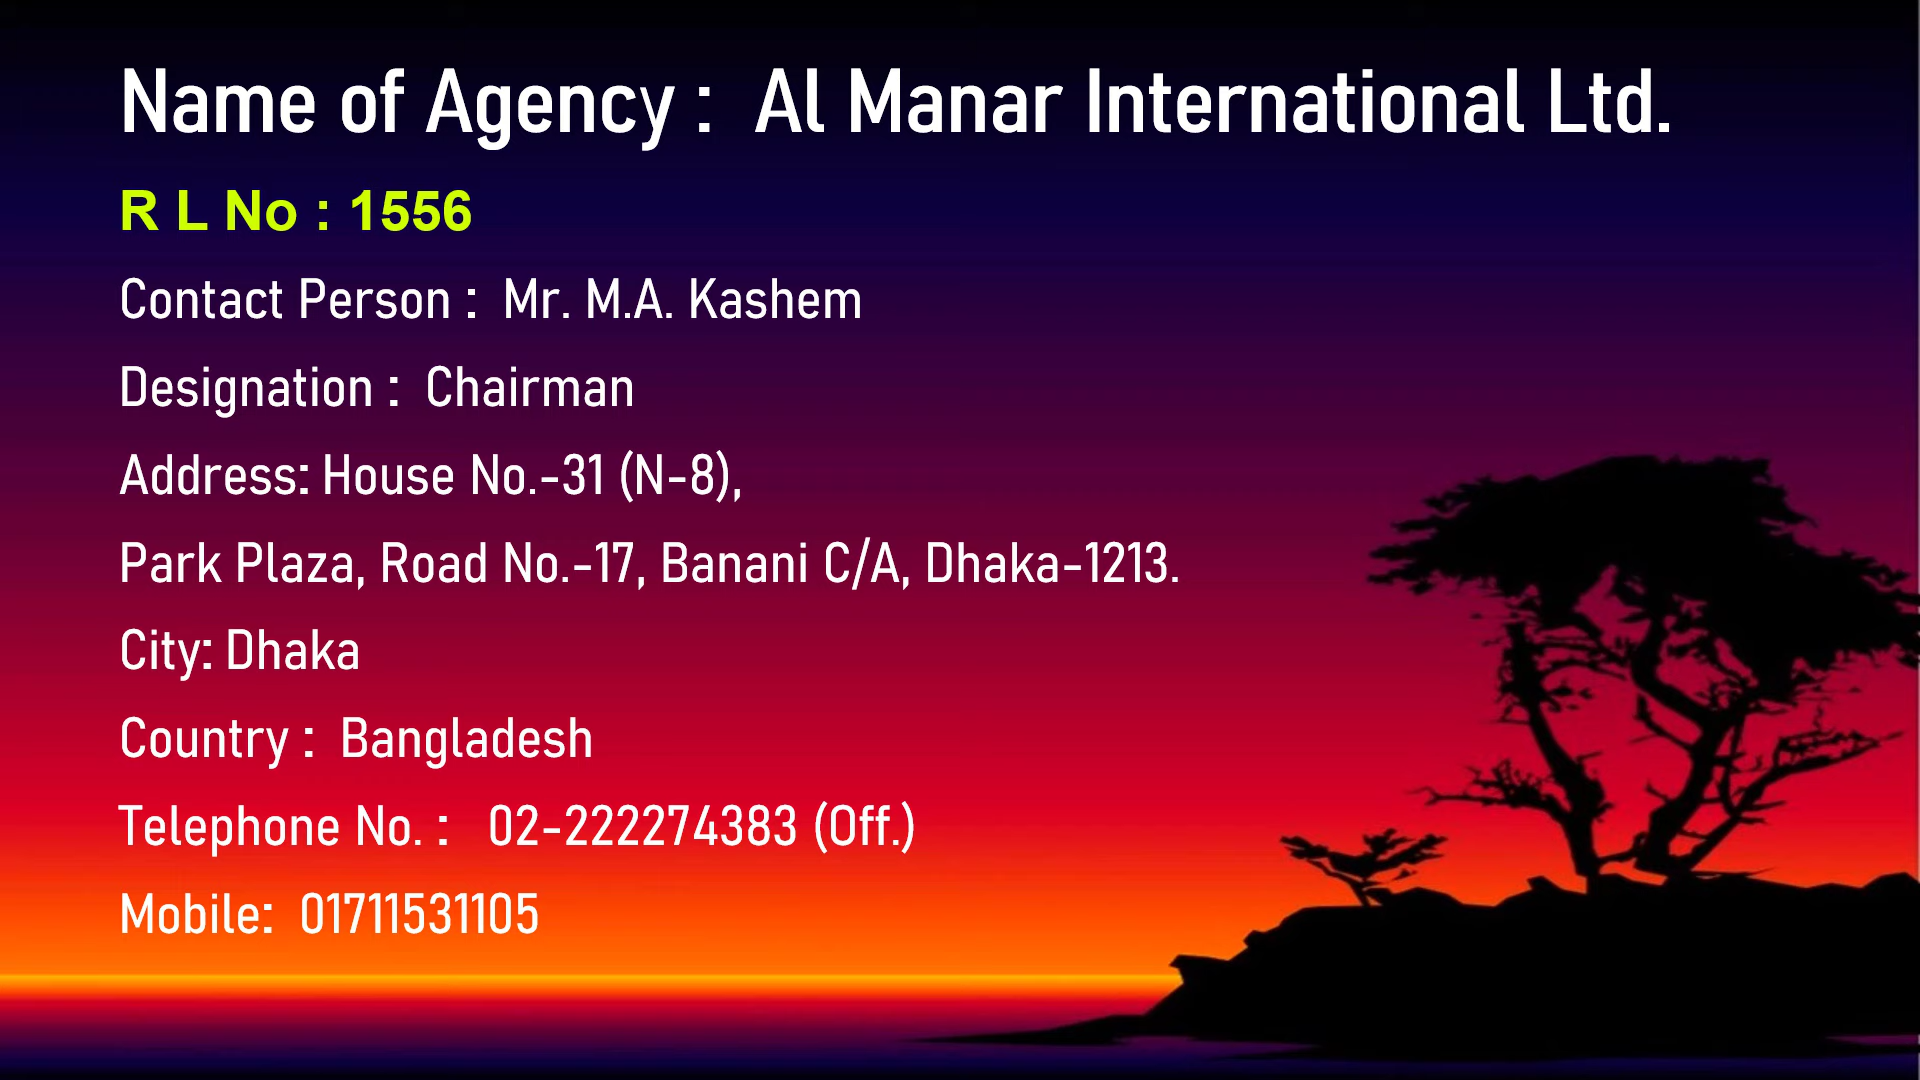 Name of Agency : Al Manar International Ltd.
R L No : 1556
Contact Person : Mr. M.A. Kashem
Designation : Chairman
Address: House No.-31 (N-8),
Park Plaza, Road No.-17, Banani C/A, Dhaka-1213.
City: Dhaka
Country : Bangladesh
Telephone No. : 02-222274383 (Off.)
Mobile: 01711531105